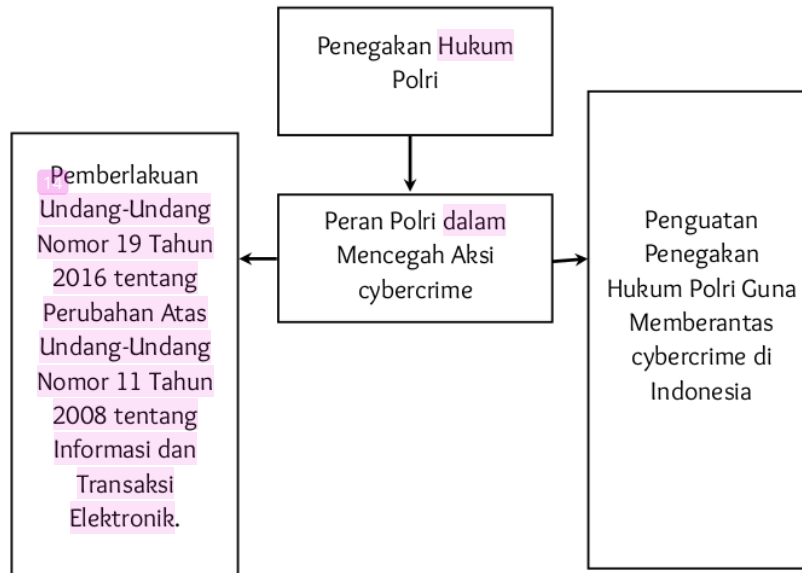 Penegakan Hukum
Polri
Pemberlakuan
14
Undang-Undang
Nomor 19 Tahun
2016 tentang
Perubahan Atas
Undang-Undang
Nomor 11 Tahun
2008 tentang
Informasi dan
Transaksi
Elektronik.
Peran Polri dalam
Mencegah Aksi
cybercrime
Penguatan
Penegakan
Hukum Polri Guna
Memberantas
cybercrime di
Indonesia